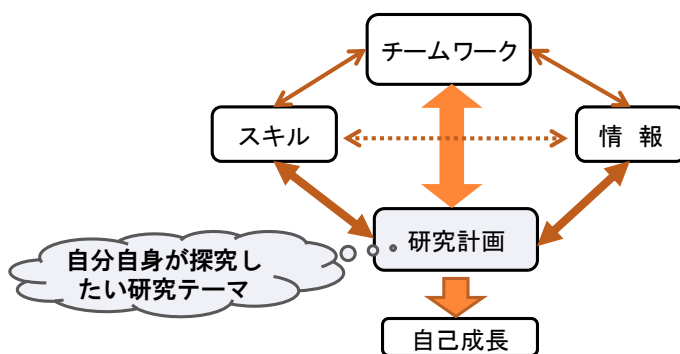 チームワーク
スキル
情 報
研究計画
自分自身が探究し
たい研究テーマ
自己成長